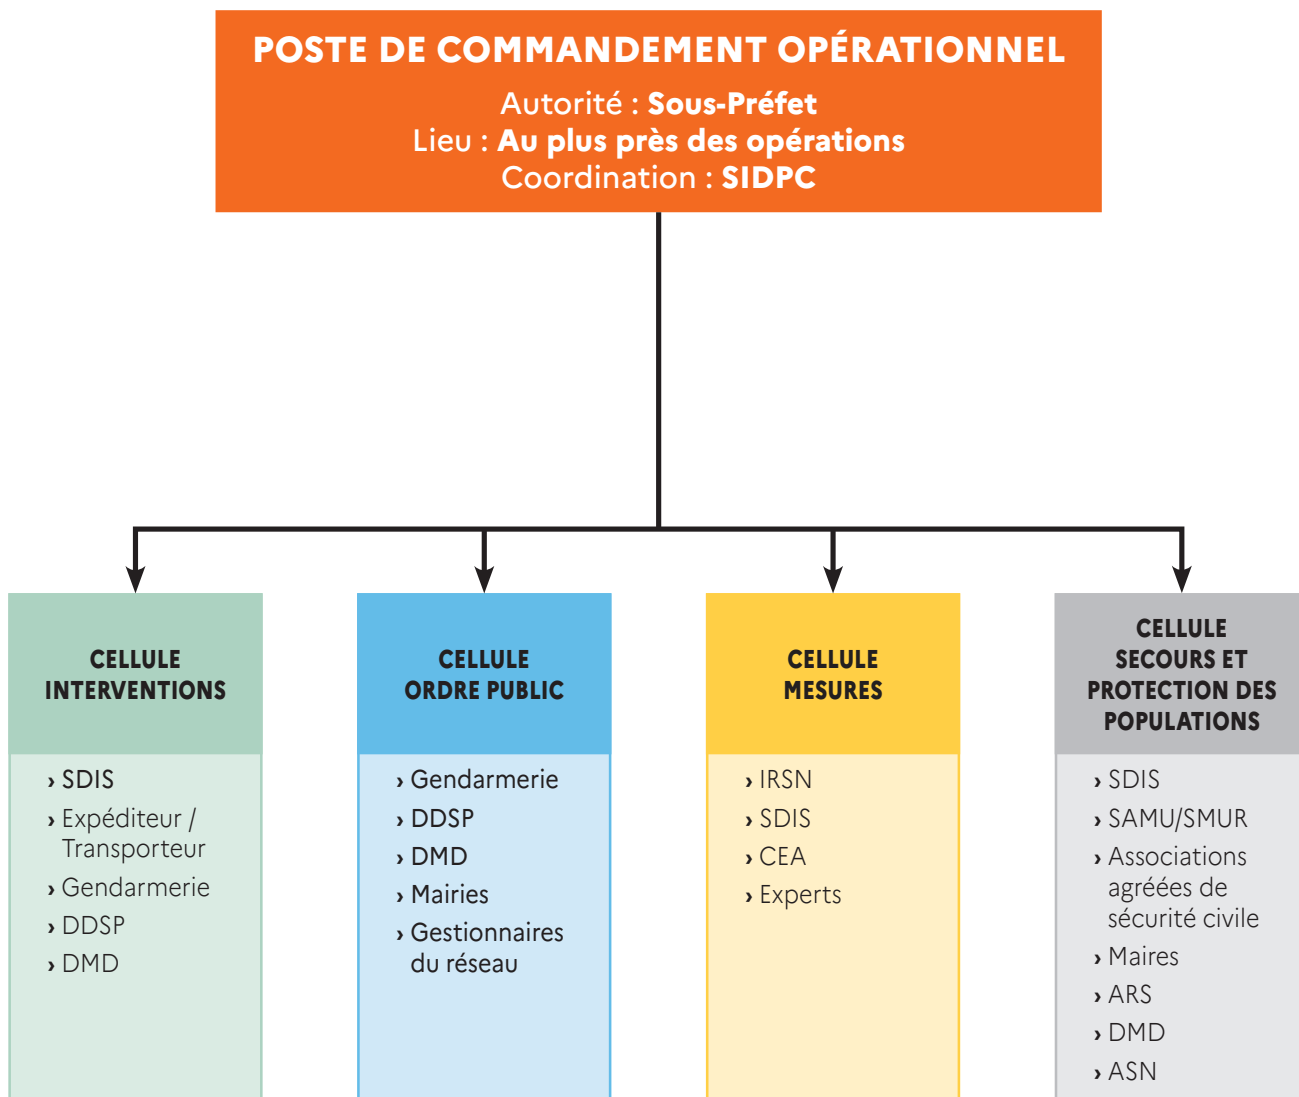 POSTE DE COMMANDEMENT OPÉRATIONNEL
Autorité : Sous-Préfet
Lieu : Au plus près des opérations
Coordination : SIDPC
CELLULE
INTERVENTIONS
› SDIS
› Expéditeur /
Transporteur
› Gendarmerie
› DDSP
› DMD
CELLULE
ORDRE PUBLIC
› Gendarmerie
› DDSP
› DMD
› Mairies
› Gestionnaires
du réseau
CELLULE
MESURES
› IRSN
› SDIS
› CEA
› Experts
CELLULE
SECOURS ET
PROTECTION DES
POPULATIONS
› SDIS
› SAMU/SMUR
› Associations
agréées de
sécurité civile
› Maires
› ARS
› DMD
› ASN